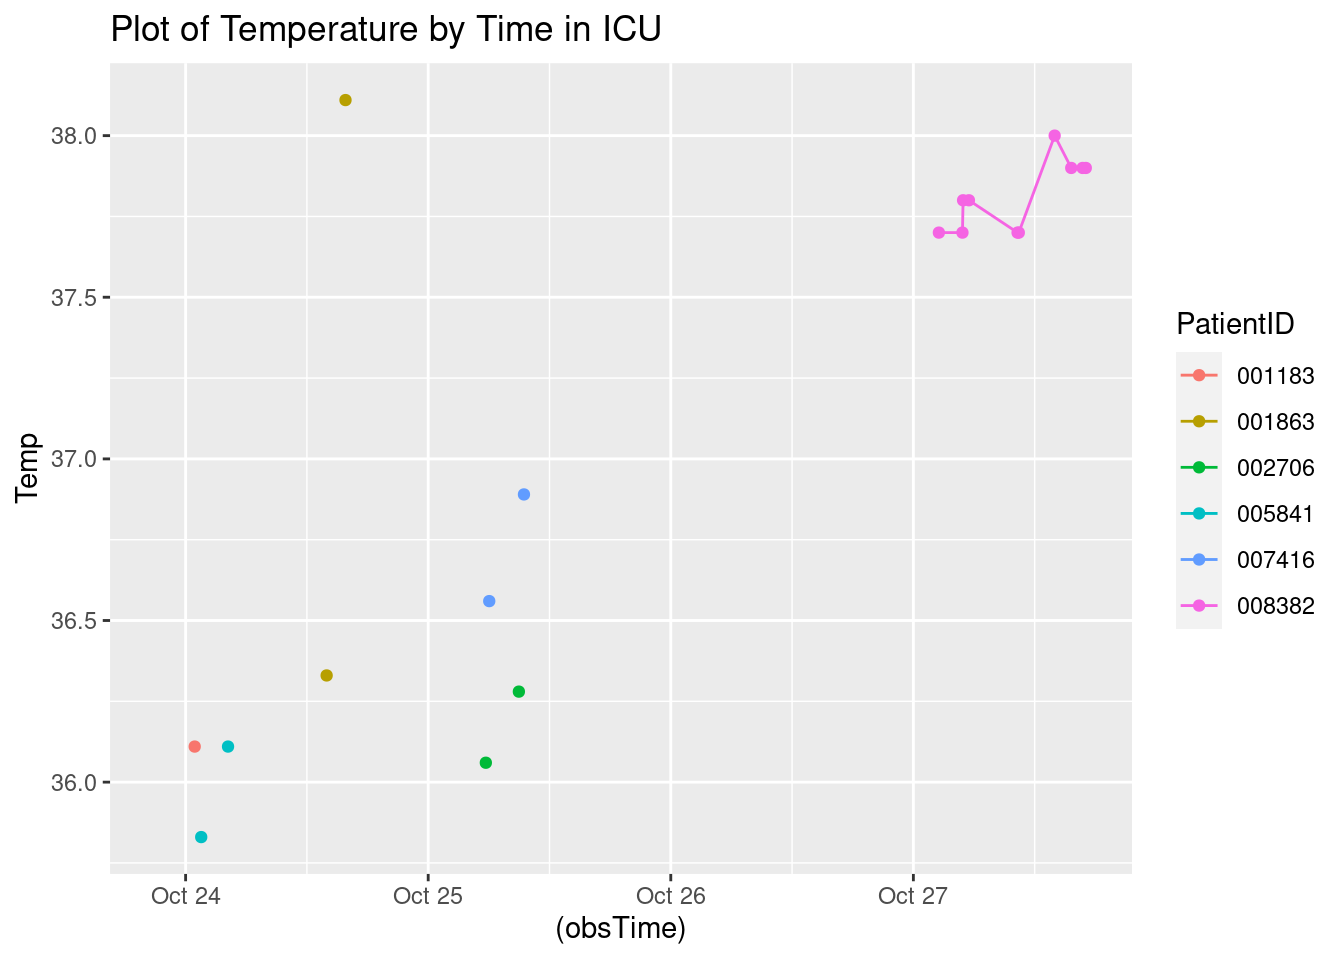 Plot of Temperature by Time in ICU
38.0
37.5
37.0
36.5
36.0
Temp
Oct 24
Oct 25
Oct 26
Oct 27
(obsTime)
PatientID
001183
001863
002706
005841
007416
008382